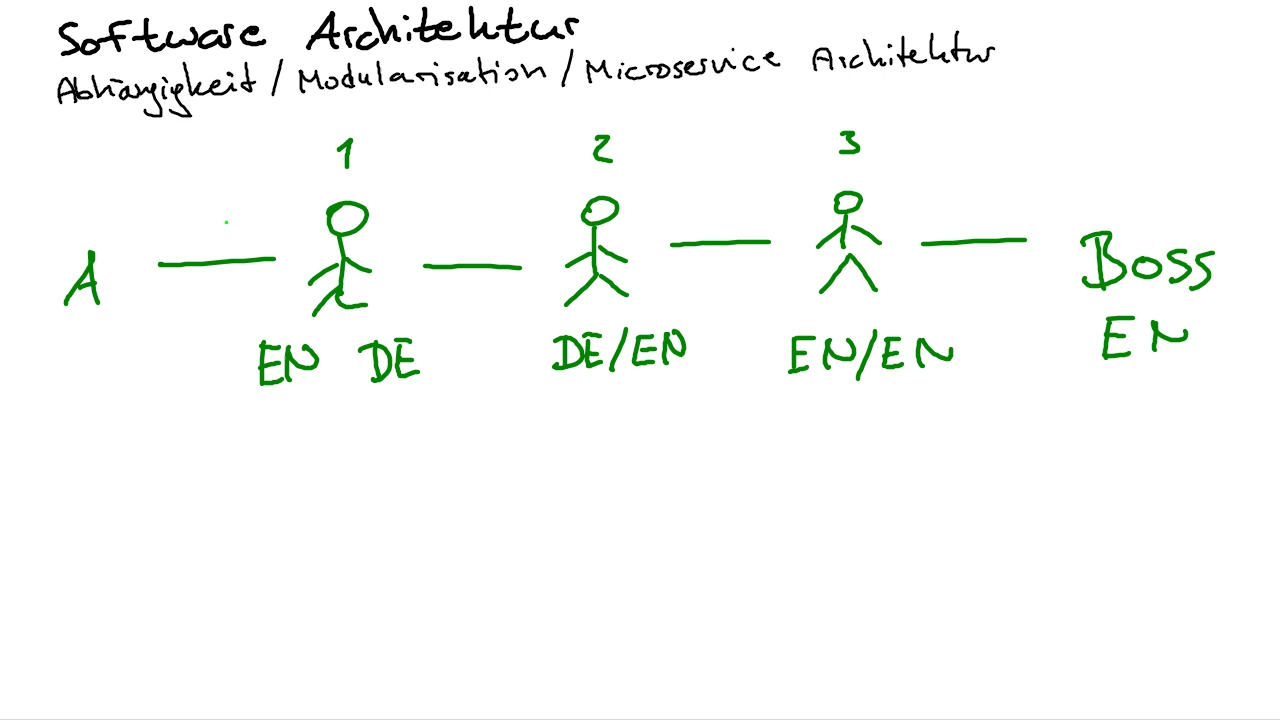 Software Architektur
Abhängigkeit / Modularisation / Microservice Architektur
1 2 3
A Boss
EN DE DE/EN EN/EN EN